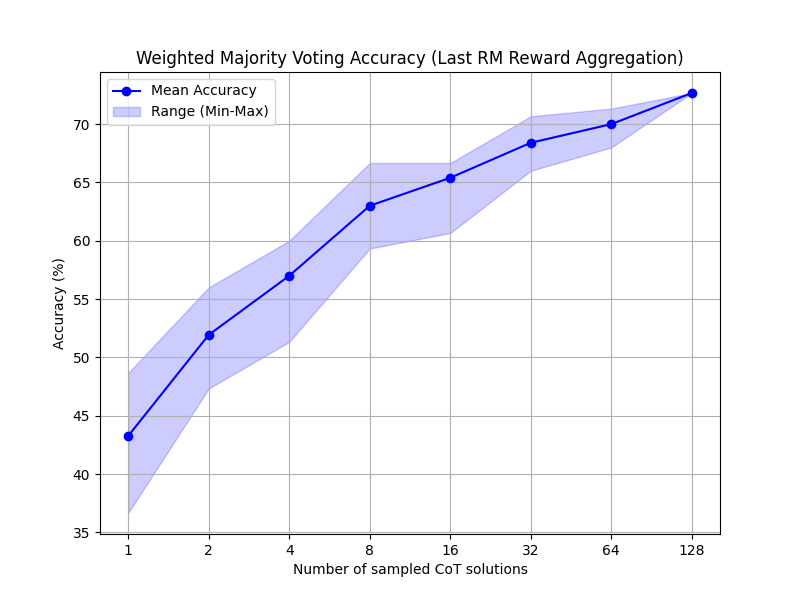 Weighted Majority Voting Accuracy (Last RM Reward Aggregation)
Mean Accuracy
Range (Min-Max)
Accuracy (%)
70
65
60
55
50
45
40
35
1 2 4 8 16 32 64 128
Number of sampled CoT solutions